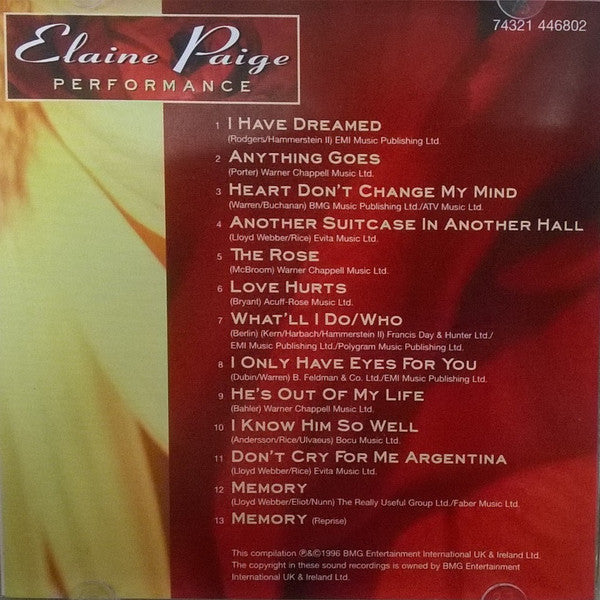 Elaine Paige
PERFORMANCE
74321 446802
1 I HAVE DREAMED
(Rodgers/Hammerstein II) EMI Music Publishing Ltd.
2 ANYTHING GOES
(Porter) Warner Chappell Music Ltd.
3 HEART DON'T CHANGE MY MIND
(Warren/Buchanan) BMG Music Publishing Ltd./ATV Music Ltd.
4 ANOTHER SUITCASE IN ANOTHER HALL
(Lloyd Webber/Rice) Evita Music Ltd.
5 THE ROSE
(McBroom) Warner Chappell Music Ltd.
6 LOVE HURTS
(Bryant) Acuff-Rose Music Ltd.
7 WHAT'LL I DO/WHO
(Berlin) (Kern/Harbach/Hammerstein II) Francis Day & Hunter Ltd./
EMI Music Publishing Ltd./Polygram Music Publishing Ltd.
8 I ONLY HAVE EYES FOR YOU
(Dubin/Warren) B. Feldman & Co. Ltd./EMI Music Publishing Ltd.
9 HE'S OUT OF MY LIFE
(Bahler) Warner Chappell Music Ltd.
10 I KNOW HIM SO WELL
(Andersson/Rice/Ulvaeus) Bocu Music Ltd.
11 DON'T CRY FOR ME ARGENTINA
(Lloyd Webber/Rice) Evita Music Ltd.
12 MEMORY
(Lloyd Webber/Eliot/Nunn) The Really Useful Group Ltd./Faber Music Ltd.
13 MEMORY (Reprise)
This compilation ℗&©1996 BMG Entertainment International UK & Ireland Ltd.
The copyright in these sound recordings is owned by BMG Entertainment
International UK & Ireland Ltd.